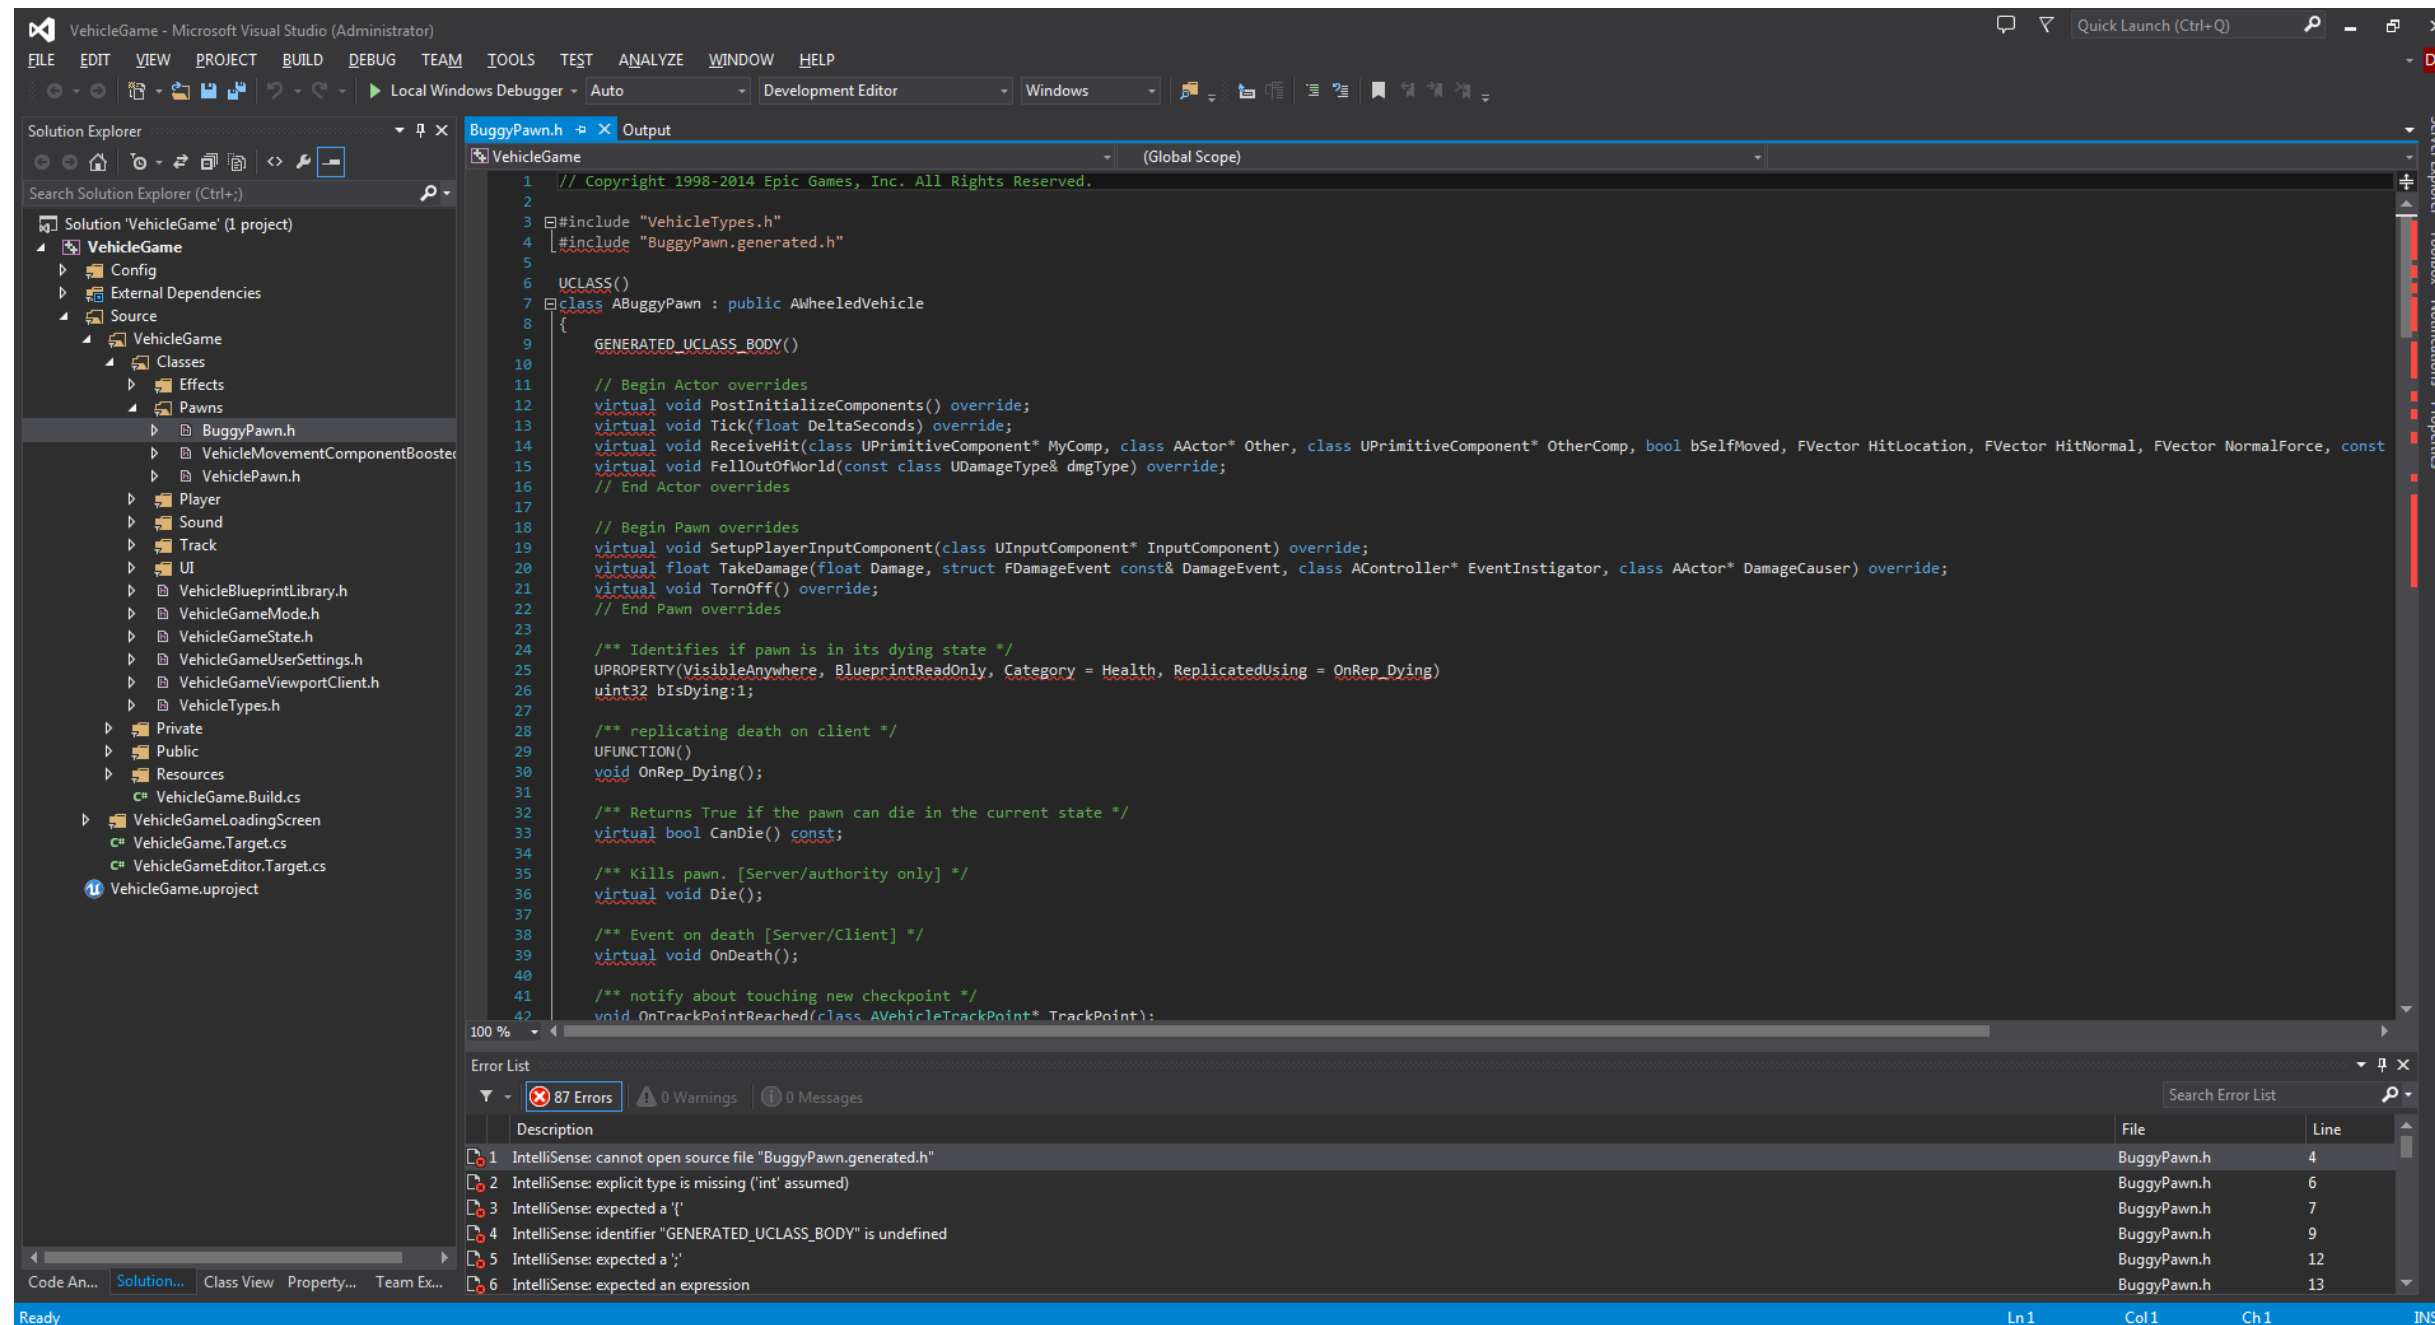 VehicleGame - Microsoft Visual Studio (Administrator)
Quick Launch (Ctrl+Q)
FILE EDIT VIEW PROJECT BUILD DEBUG TEAM TOOLS TEST ANALYZE WINDOW HELP
Local Windows Debugger Auto Development Editor Windows
Solution Explorer
Search Solution Explorer (Ctrl+;)
Solution 'VehicleGame' (1 project)
VehicleGame
Config
External Dependencies
Source
VehicleGame
Classes
Effects
Pawns
BuggyPawn.h
VehicleMovementComponentBooste
VehiclePawn.h
Player
Sound
Track
UI
VehicleBlueprintLibrary.h
VehicleGameMode.h
VehicleGameState.h
VehicleGameUserSettings.h
VehicleGameViewportClient.h
VehicleTypes.h
Private
Public
Resources
C# VehicleGame.Build.cs
VehicleGameLoadingScreen
C# VehicleGame.Target.cs
C# VehicleGameEditor.Target.cs
VehicleGame.uproject
Code An... Solution... Class View Property... Team Ex...
BuggyPawn.h Output
VehicleGame (Global Scope)
1 // Copyright 1998-2014 Epic Games, Inc. All Rights Reserved.
2
3 #include "VehicleTypes.h"
4 #include "BuggyPawn.generated.h"
5
6 UCLASS()
7 class ABuggyPawn : public AWheeledVehicle
8 {
9 GENERATED_UCLASS_BODY()
10
11 // Begin Actor overrides
12 virtual void PostInitializeComponents() override;
13 virtual void Tick(float DeltaSeconds) override;
14 virtual void ReceiveHit(class UPrimitiveComponent* MyComp, class AActor* Other, class UPrimitiveComponent* OtherComp, bool bSelfMoved, FVector HitLocation, FVector HitNormal, FVector NormalForce, const
15 virtual void FellOutOfWorld(const class UDamageType& dmgType) override;
16 // End Actor overrides
17
18 // Begin Pawn overrides
19 virtual void SetupPlayerInputComponent(class UInputComponent* InputComponent) override;
20 virtual float TakeDamage(float Damage, struct FDamageEvent const& DamageEvent, class AController* EventInstigator, class AActor* DamageCauser) override;
21 virtual void TornOff() override;
22 // End Pawn overrides
23
24 /** Identifies if pawn is in its dying state */
25 UPROPERTY(VisibleAnywhere, BlueprintReadOnly, Category = Health, ReplicatedUsing = OnRep_Dying)
26 uint32 bIsDying:1;
27
28 /** replicating death on client */
29 UFUNCTION()
30 void OnRep_Dying();
31
32 /** Returns True if the pawn can die in the current state */
33 virtual bool CanDie() const;
34
35 /** Kills pawn. [Server/authority only] */
36 virtual void Die();
37
38 /** Event on death [Server/Client] */
39 virtual void OnDeath();
40
41 /** notify about touching new checkpoint */
42 void OnTrackPointReached(class AVehicleTrackPoint* TrackPoint);
100 %
Error List
87 Errors 0 Warnings 0 Messages
Search Error List
Description File Line
1 IntelliSense: cannot open source file "BuggyPawn.generated.h" BuggyPawn.h 4
2 IntelliSense: explicit type is missing ('int' assumed) BuggyPawn.h 6
3 IntelliSense: expected a '{' BuggyPawn.h 7
4 IntelliSense: identifier "GENERATED_UCLASS_BODY" is undefined BuggyPawn.h 9
5 IntelliSense: expected a ';' BuggyPawn.h 12
6 IntelliSense: expected an expression BuggyPawn.h 13
Toolbox
Notifications
Properties
Ready Ln 1 Col 1 Ch 1